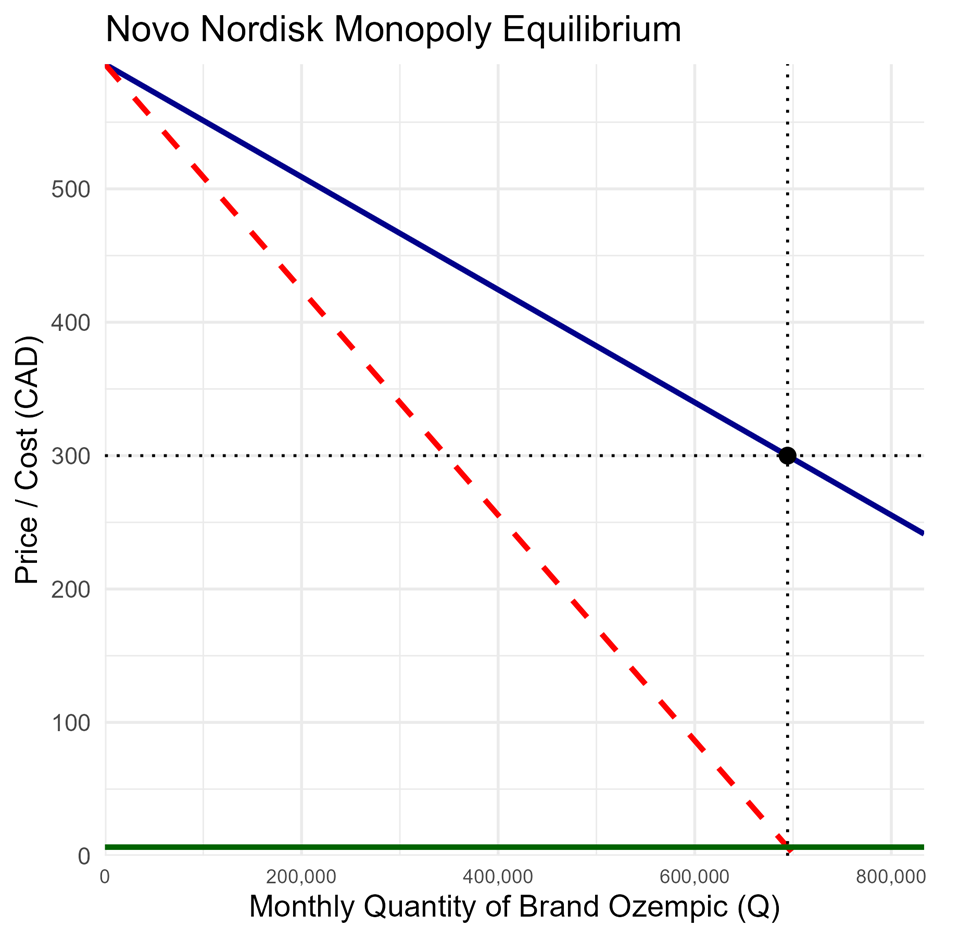 Novo Nordisk Monopoly Equilibrium
Price / Cost (CAD)
500
400
300
200
100
0
0 200,000 400,000 600,000 800,000
Monthly Quantity of Brand Ozempic (Q)